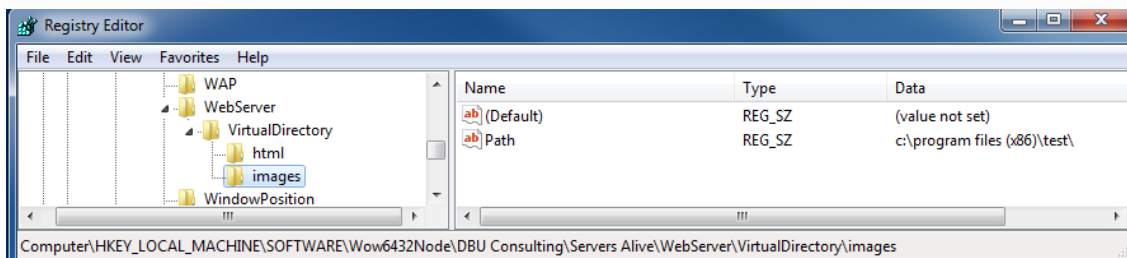 Registry Editor
File Edit View Favorites Help
WAP
WebServer
VirtualDirectory
html
images
WindowPosition
Name Type Data
(Default) REG_SZ (value not set)
Path REG_SZ c:\program files (x86)\test\
Computer\HKEY_LOCAL_MACHINE\SOFTWARE\Wow6432Node\DBU Consulting\Servers Alive\WebServer\VirtualDirectory\images